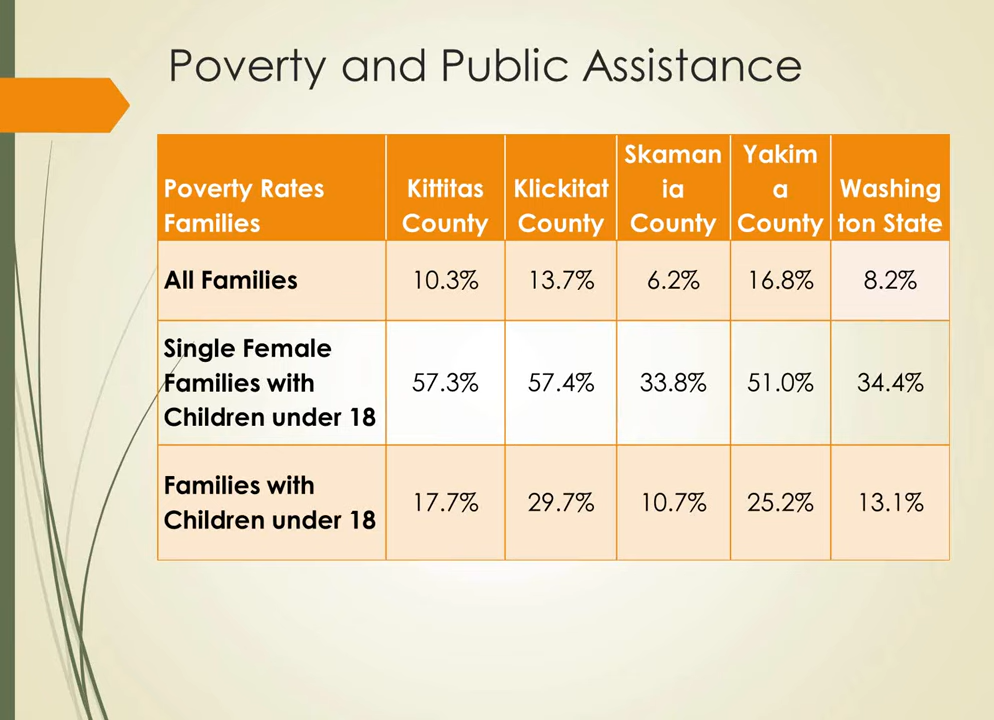 Poverty and Public Assistance
Poverty Rates
Families
Kittitas
County
Klickitat
County
Skaman
ia
County
Yakim
a
County
Washing
ton State
All Families
10.3%
13.7%
6.2%
16.8%
8.2%
Single Female
Families with
Children under 18
57.3%
57.4%
33.8%
51.0%
34.4%
Families with
Children under 18
17.7%
29.7%
10.7%
25.2%
13.1%